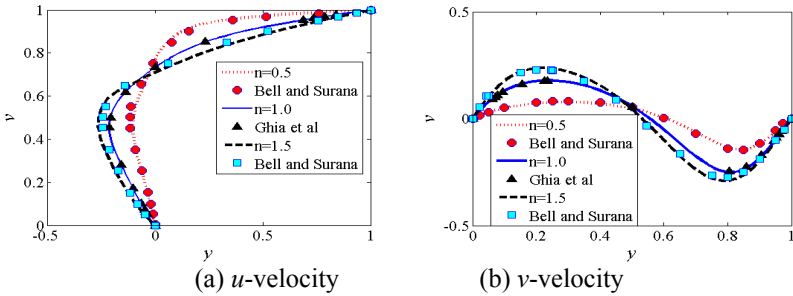 (a)
1
0.8
0.6
0.4
0.2
0
-0.5
0
0.5
1
v
y
n=0.5
Bell and Surana
n=1.0
Ghia et al
n=1.5
Bell and Surana
(a) u-velocity
(b)
0.5
0
-0.5
0
0.2
0.4
0.6
0.8
1
v
y
n=0.5
Bell and Surana
n=1.0
Ghia et al
n=1.5
Bell and Surana
(b) v-velocity